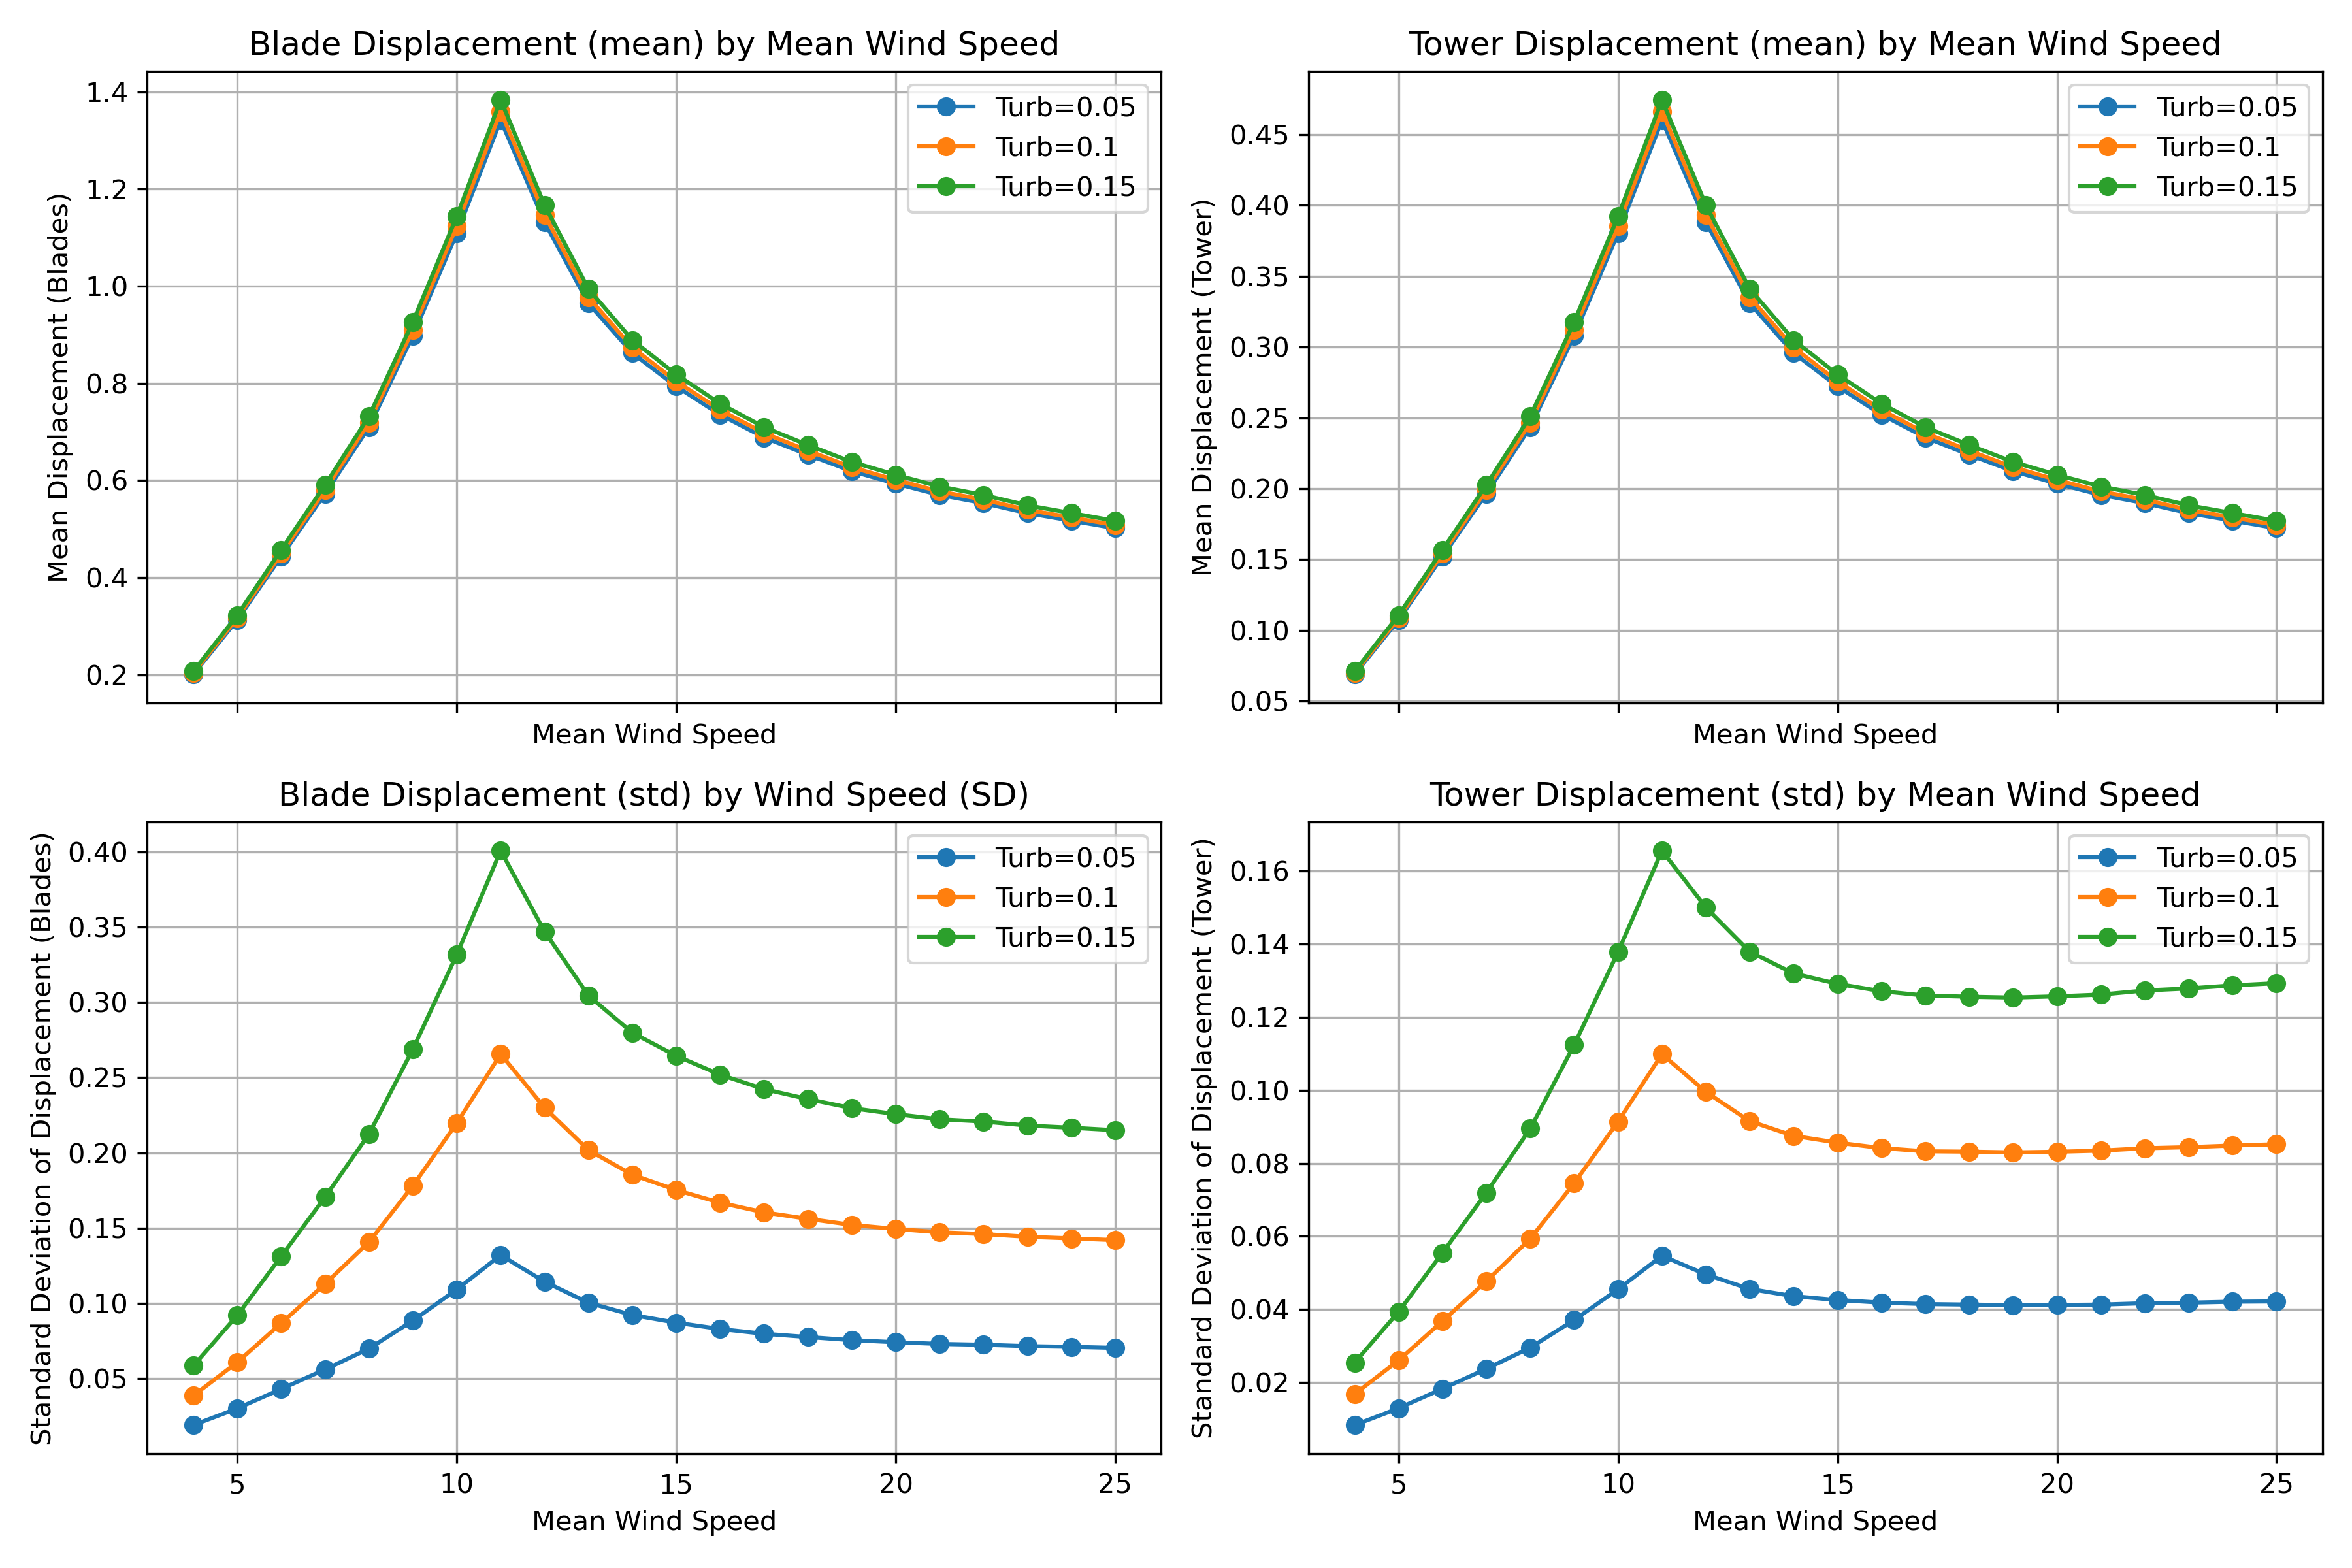 Blade Displacement (mean) by Mean Wind Speed
Mean Displacement (Blades)
1.4
1.2
1.0
0.8
0.6
0.4
0.2
Turb=0.05
Turb=0.1
Turb=0.15
Mean Wind Speed
Tower Displacement (mean) by Mean Wind Speed
Mean Displacement (Tower)
0.45
0.40
0.35
0.30
0.25
0.20
0.15
0.10
0.05
Turb=0.05
Turb=0.1
Turb=0.15
Mean Wind Speed
Blade Displacement (std) by Wind Speed (SD)
Standard Deviation of Displacement (Blades)
0.40
0.35
0.30
0.25
0.20
0.15
0.10
0.05
Turb=0.05
Turb=0.1
Turb=0.15
5 10 15 20 25
Mean Wind Speed
Tower Displacement (std) by Mean Wind Speed
Standard Deviation of Displacement (Tower)
0.16
0.14
0.12
0.10
0.08
0.06
0.04
0.02
Turb=0.05
Turb=0.1
Turb=0.15
5 10 15 20 25
Mean Wind Speed